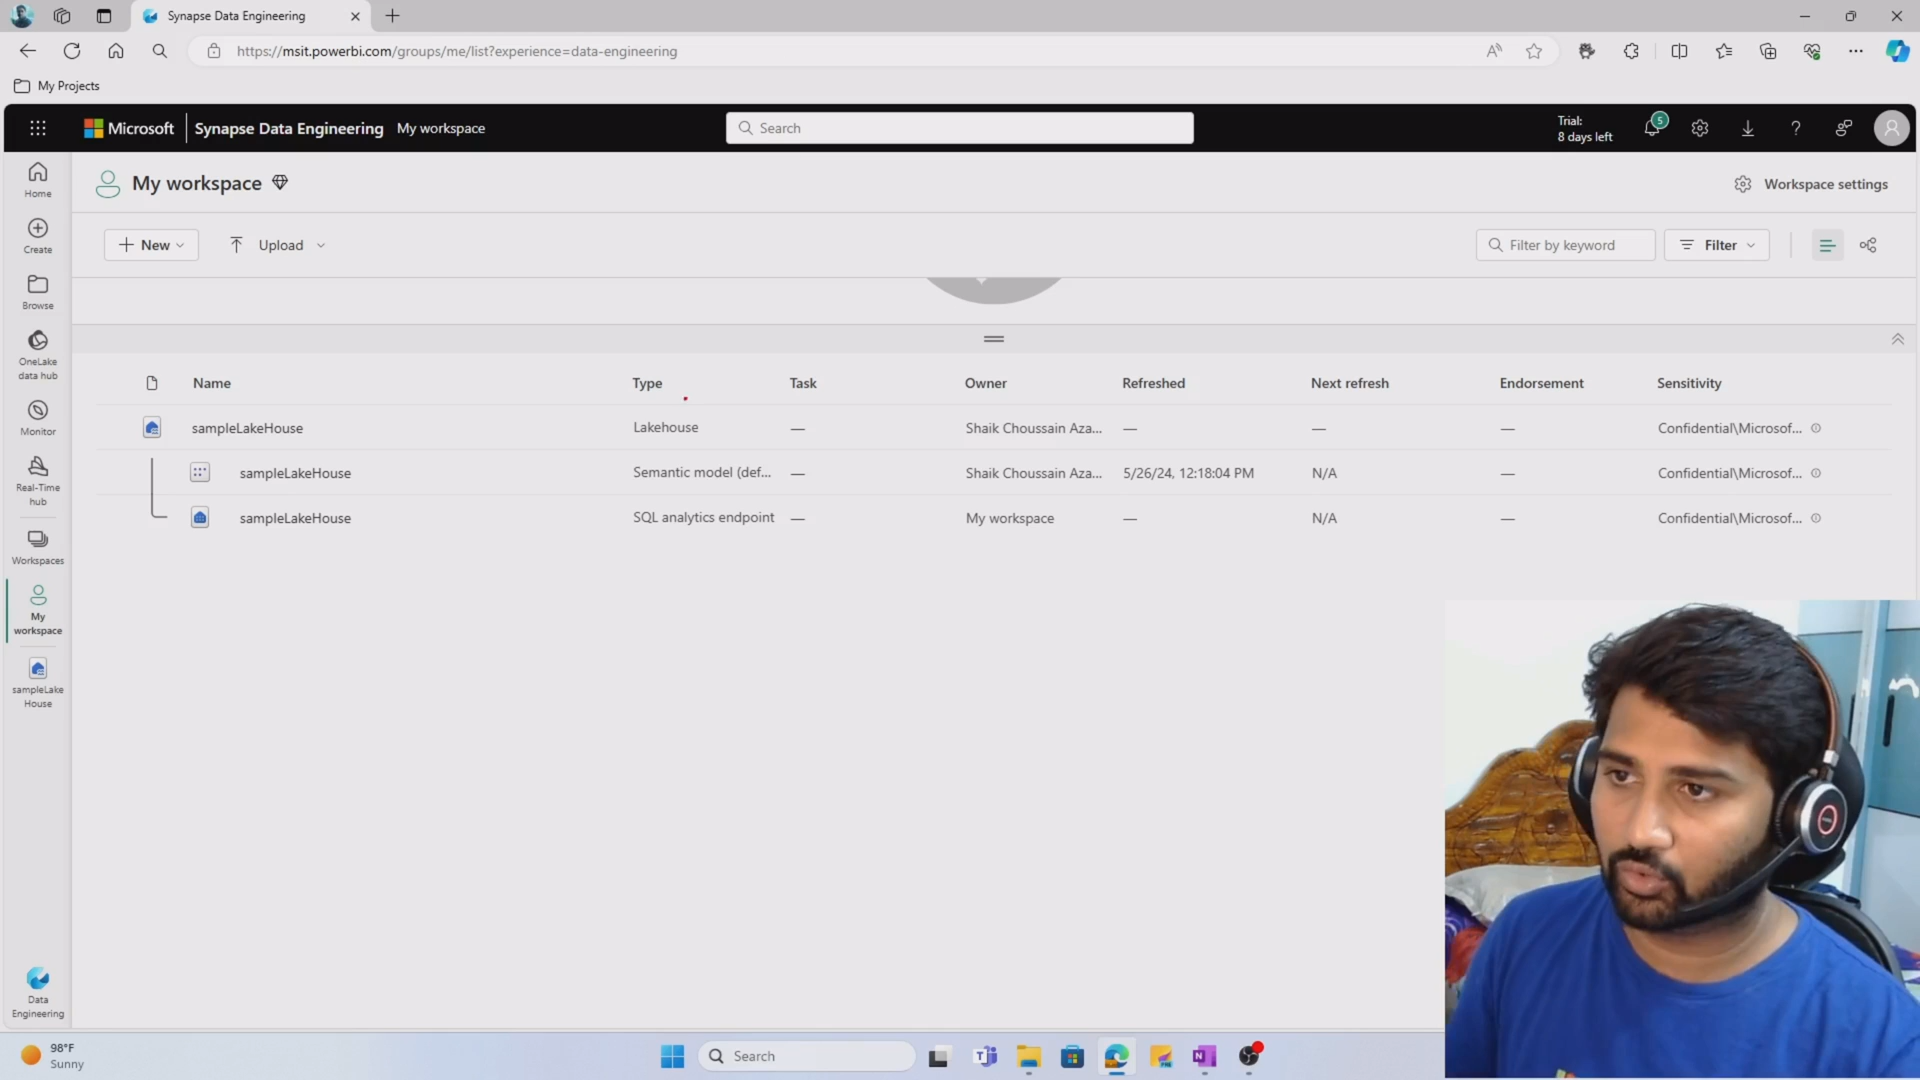 Synapse Data Engineering
https://msit.powerbi.com/groups/me/list?experience=data-engineering
My Projects
Microsoft Synapse Data Engineering My workspace Search Trial:
8 days left 5 ?
Home
Create
Browse
OneLake
data hub
Monitor
Real-Time
hub
Workspaces
My
workspace
sampleLake
House
Data
Engineering
My workspace Workspace settings
New Upload Filter by keyword Filter
Name Type Task Owner Refreshed Next refresh Endorsement Sensitivity
sampleLakeHouse Lakehouse — Shaik Choussain Aza... — — — Confidential\Microsof...
sampleLakeHouse Semantic model (def... — Shaik Choussain Aza... 5/26/24, 12:18:04 PM N/A — Confidential\Microsof...
sampleLakeHouse SQL analytics endpoint — My workspace — N/A — Confidential\Microsof...
98°F
Sunny
Search